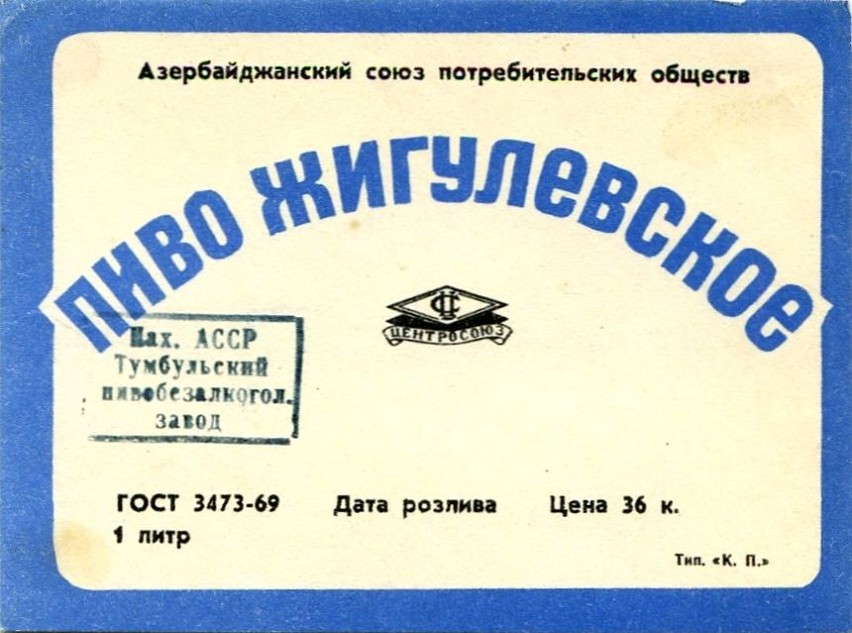 Азербайджанский союз потребительских обществ
ПИВО ЖИГУЛЕВСКОЕ
ЦЕНТРОСОЮЗ
Нах. АССР
Тумбульский
пивобезалкогол.
завод
ГОСТ 3473-69 Дата розлива Цена 36 к.
1 литр
Тип. «К. П.»